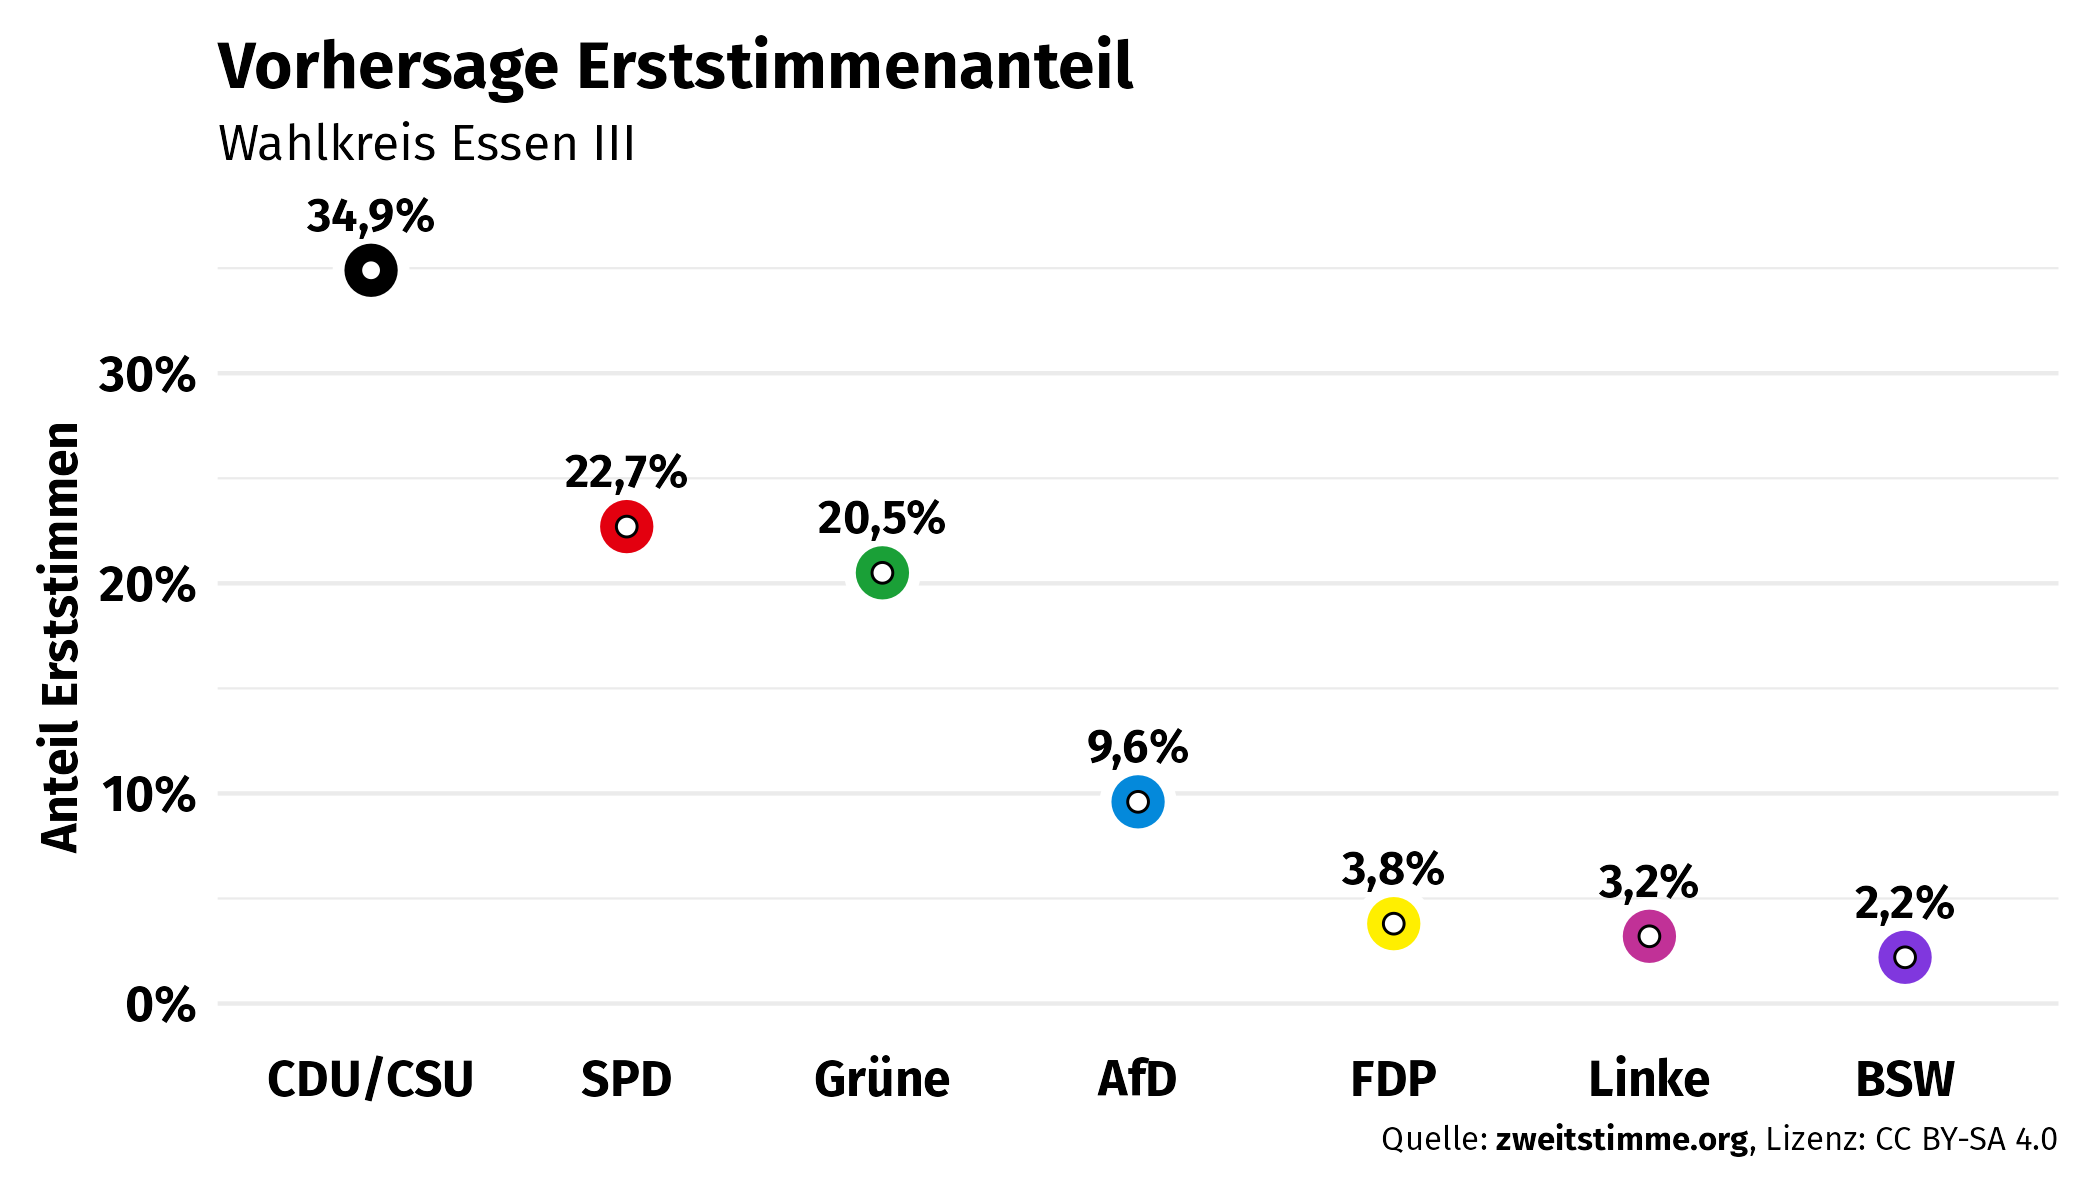 Vorhersage Erststimmenanteil
Wahlkreis Essen III
34,9%
30%
22,7%
20,5%
20%
9,6%
10%
3,8%
3,2%
2,2%
0%
Anteil Erststimmen
CDU/CSU SPD Grüne AfD FDP Linke BSW
Quelle: zweitstimme.org, Lizenz: CC BY-SA 4.0